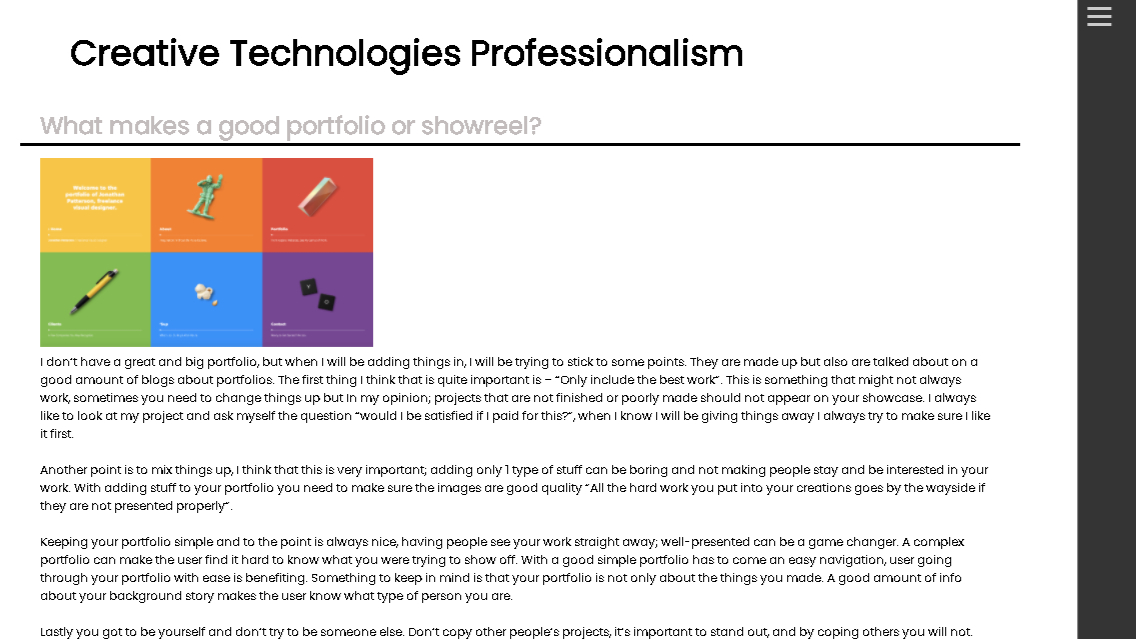 Creative Technologies Professionalism
What makes a good portfolio or showreel?
Welcome to the
portfolio of Jonathan
Patterson, freelance
visual designer.
Portfolio
Contact
I don't have a great and big portfolio, but when I will be adding things in, I will be trying to stick to some points. They are made up but also are talked about on a
good amount of blogs about portfolios. The first thing I think that is quite important is – “Only include the best work”. This is something that might not always
work, sometimes you need to change things up but in my opinion; projects that are not finished or poorly made should not appear on your showcase. I always
like to look at my project and ask myself the question “would I be satisfied if I paid for this?”, when I know I will be giving things away I always try to make sure I like
it first.
Another point is to mix things up, I think that this is very important; adding only 1 type of stuff can be boring and not making people stay and be interested in your
work. With adding stuff to your portfolio you need to make sure the images are good quality “All the hard work you put into your creations goes by the wayside if
they are not presented properly”.
Keeping your portfolio simple and to the point is always nice, having people see your work straight away; well-presented can be a game changer. A complex
portfolio can make the user find it hard to know what you were trying to show off. With a good simple portfolio has to come an easy navigation, user going
through your portfolio with ease is benefiting. Something to keep in mind is that your portfolio is not only about the things you made. A good amount of info
about your background story makes the user know what type of person you are.
Lastly you got to be yourself and don't try to be someone else. Don't copy other people's projects, it's important to stand out, and by coping others you will not.